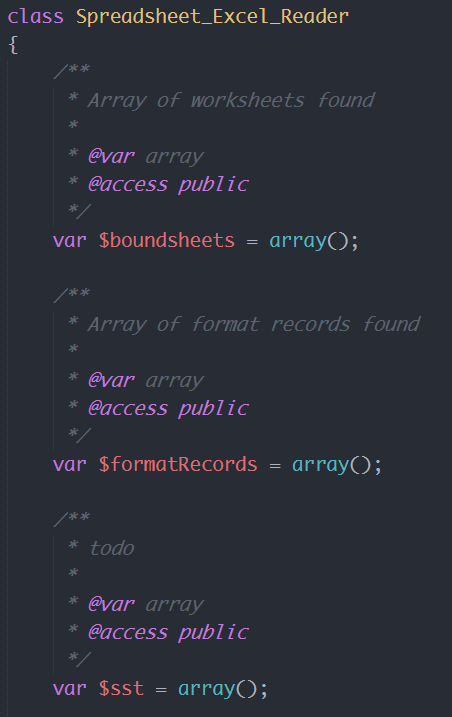 class Spreadsheet_Excel_Reader
{
    /**
     * Array of worksheets found
     *
     * @var array
     * @access public
     */
    var $boundsheets = array();
    /**
     * Array of format records found
     *
     * @var array
     * @access public
     */
    var $formatRecords = array();
    /**
     * todo
     *
     * @var array
     * @access public
     */
    var $sst = array();